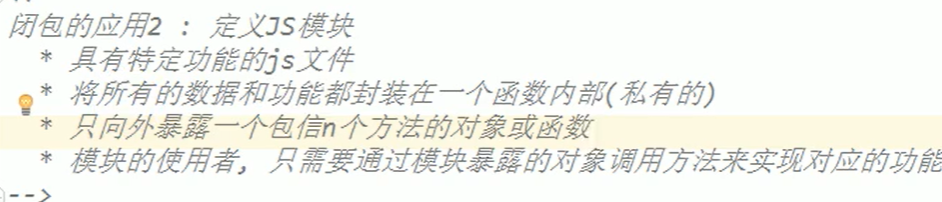 闭包的应用2 : 定义JS模块
* 具有特定功能的js文件
* 将所有的数据和功能都封装在一个函数内部(私有的)
* 只向外暴露一个包信n个方法的对象或函数
* 模块的使用者, 只需要通过模块暴露的对象调用方法来实现对应的功能
-->